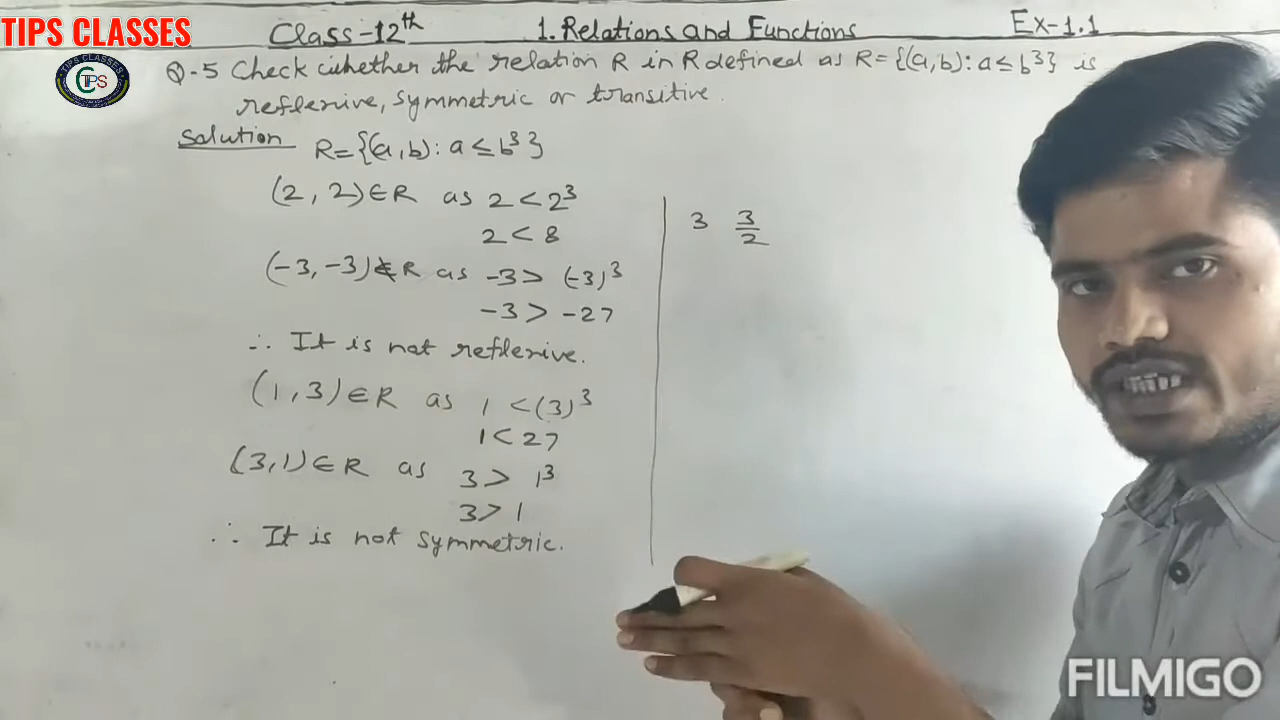 TIPS CLASSES
Class-12th 1. Relations and Functions Ex-1.1
TIPS CLASSES
TPS
Q-5 Check whether the relation R in R defined as R={(a,b): a≤b³} is
reflexive, symmetric or transitive.
Solution R={(a,b): a≤b³}
(2,2)∈R as 2<2³
2<8
(-3,-3)∉R as -3>(-3)³
-3>-27
∴ It is not reflexive.
(1,3)∈R as 1<(3)³
1<27
(3,1)∈R as 3>1³
3>1
∴ It is not symmetric.
3 3/2
FILMIGO